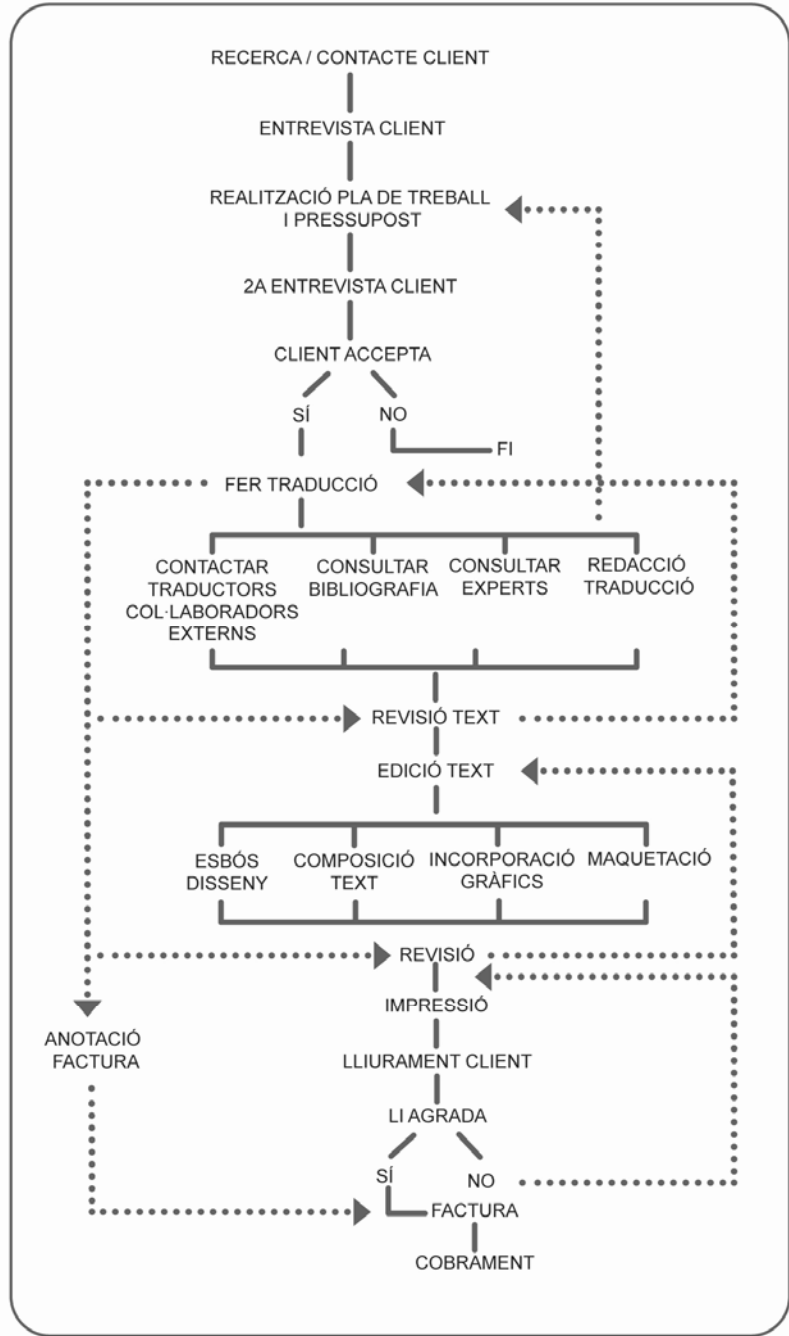 RECERCA / CONTACTE CLIENT
ENTREVISTA CLIENT
REALITZACIÓ PLA DE TREBALL
I PRESSUPOST
2A ENTREVISTA CLIENT
CLIENT ACCEPTA
SÍ
NO
FI
FER TRADUCCIÓ
CONTACTAR
TRADUCTORS
COL·LABORADORS
EXTERNS
CONSULTAR
BIBLIOGRAFIA
CONSULTAR
EXPERTS
REDACCIÓ
TRADUCCIÓ
REVISIÓ TEXT
EDICIÓ TEXT
ESBÓS
DISSENY
COMPOSICIÓ
TEXT
INCORPORACIÓ
GRÀFICS
MAQUETACIÓ
REVISIÓ
IMPRESSIÓ
ANOTACIÓ
FACTURA
LLIURAMENT CLIENT
LI AGRADA
SÍ
NO
FACTURA
COBRAMENT